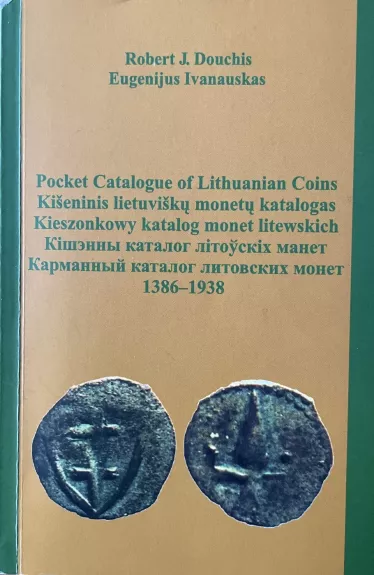 Robert J. Douchis
Eugenijus Ivanauskas
Pocket Catalogue of Lithuanian Coins
Kišeninis lietuviškų monetų katalogas
Kieszonkowy katalog monet litewskich
Кішэнны каталог літоўскіх манет
Карманный каталог литовских монет
1386–1938